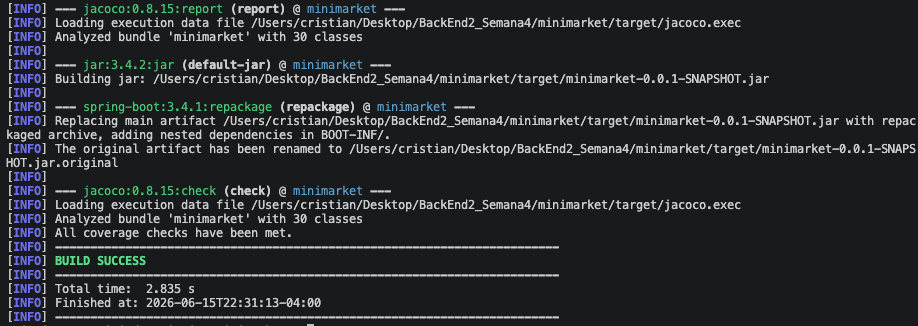 [INFO] --- jacoco:0.8.15:report (report) @ minimarket ---
[INFO] Loading execution data file /Users/cristian/Desktop/BackEnd2_Semana4/minimarket/target/jacoco.exec
[INFO] Analyzed bundle 'minimarket' with 30 classes
[INFO]
[INFO] --- jar:3.4.2:jar (default-jar) @ minimarket ---
[INFO] Building jar: /Users/cristian/Desktop/BackEnd2_Semana4/minimarket/target/minimarket-0.0.1-SNAPSHOT.jar
[INFO]
[INFO] --- spring-boot:3.4.1:repackage (repackage) @ minimarket ---
[INFO] Replacing main artifact /Users/cristian/Desktop/BackEnd2_Semana4/minimarket/target/minimarket-0.0.1-SNAPSHOT.jar with repac
kaged archive, adding nested dependencies in BOOT-INF/.
[INFO] The original artifact has been renamed to /Users/cristian/Desktop/BackEnd2_Semana4/minimarket/target/minimarket-0.0.1-SNAPS
HOT.jar.original
[INFO]
[INFO] --- jacoco:0.8.15:check (check) @ minimarket ---
[INFO] Loading execution data file /Users/cristian/Desktop/BackEnd2_Semana4/minimarket/target/jacoco.exec
[INFO] Analyzed bundle 'minimarket' with 30 classes
[INFO] All coverage checks have been met.
[INFO] ------------------------------------------------------------------------
[INFO] BUILD SUCCESS
[INFO] ------------------------------------------------------------------------
[INFO] Total time:  2.835 s
[INFO] Finished at: 2026-06-15T22:31:13-04:00
[INFO] ------------------------------------------------------------------------